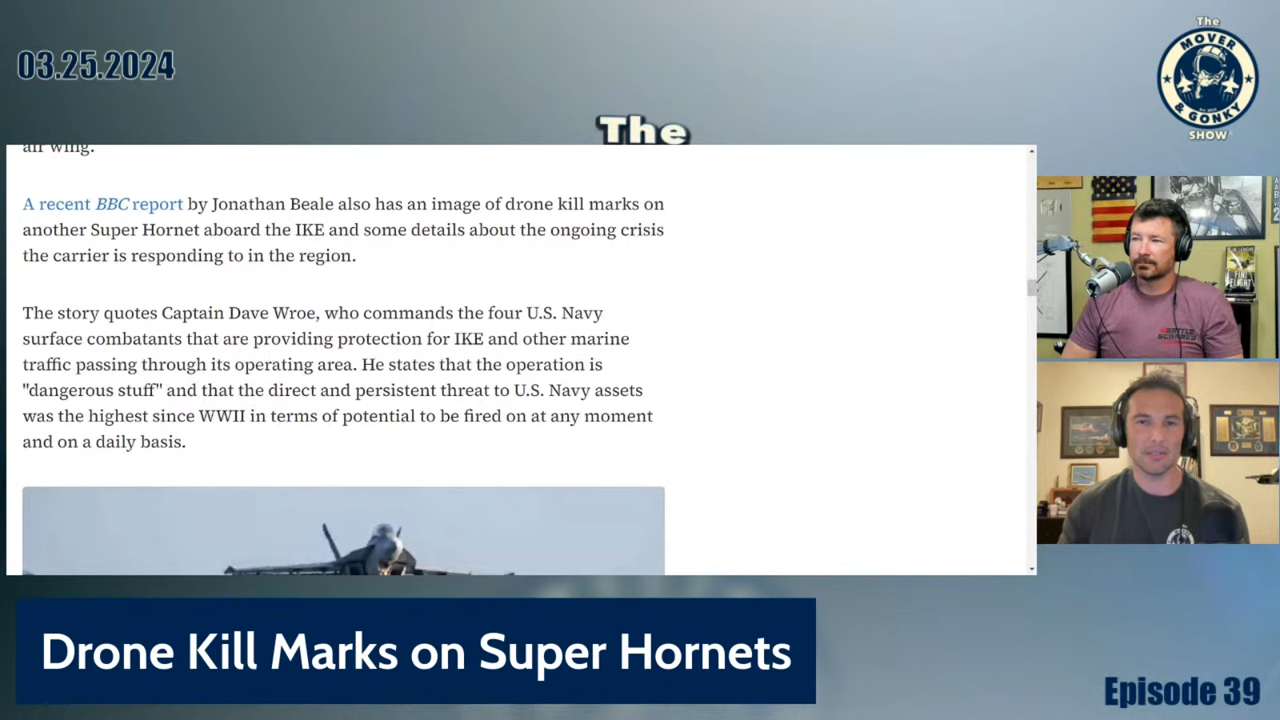 03.25.2024
The
MOVER
& GONKY
SHOW
The
air wing.
A recent BBC report by Jonathan Beale also has an image of drone kill marks on
another Super Hornet aboard the IKE and some details about the ongoing crisis
the carrier is responding to in the region.
The story quotes Captain Dave Wroe, who commands the four U.S. Navy
surface combatants that are providing protection for IKE and other marine
traffic passing through its operating area. He states that the operation is
"dangerous stuff" and that the direct and persistent threat to U.S. Navy assets
was the highest since WWII in terms of potential to be fired on at any moment
and on a daily basis.
Drone Kill Marks on Super Hornets
Episode 39